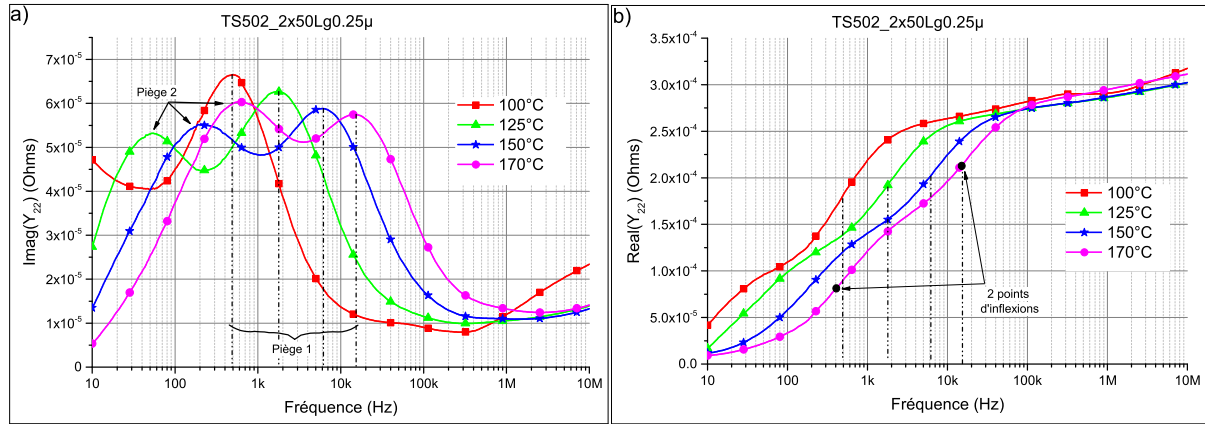 a)
TS502_2x50Lg0.25µ
7x10⁻⁵
6x10⁻⁵
5x10⁻⁵
4x10⁻⁵
3x10⁻⁵
2x10⁻⁵
1x10⁻⁵
0
Imag(Y₂₂) (Ohms)
Piège 2
100°C
125°C
150°C
170°C
Piège 1
10 100 1k 10k 100k 1M 10M
Fréquence (Hz)
b)
TS502_2x50Lg0.25µ
3.5x10⁻⁴
3.0x10⁻⁴
2.5x10⁻⁴
2.0x10⁻⁴
1.5x10⁻⁴
1.0x10⁻⁴
5.0x10⁻⁵
0.0
Real(Y₂₂) (Ohms)
100°C
125°C
150°C
170°C
2 points
d'inflexions
10 100 1k 10k 100k 1M 10M
Fréquence (Hz)